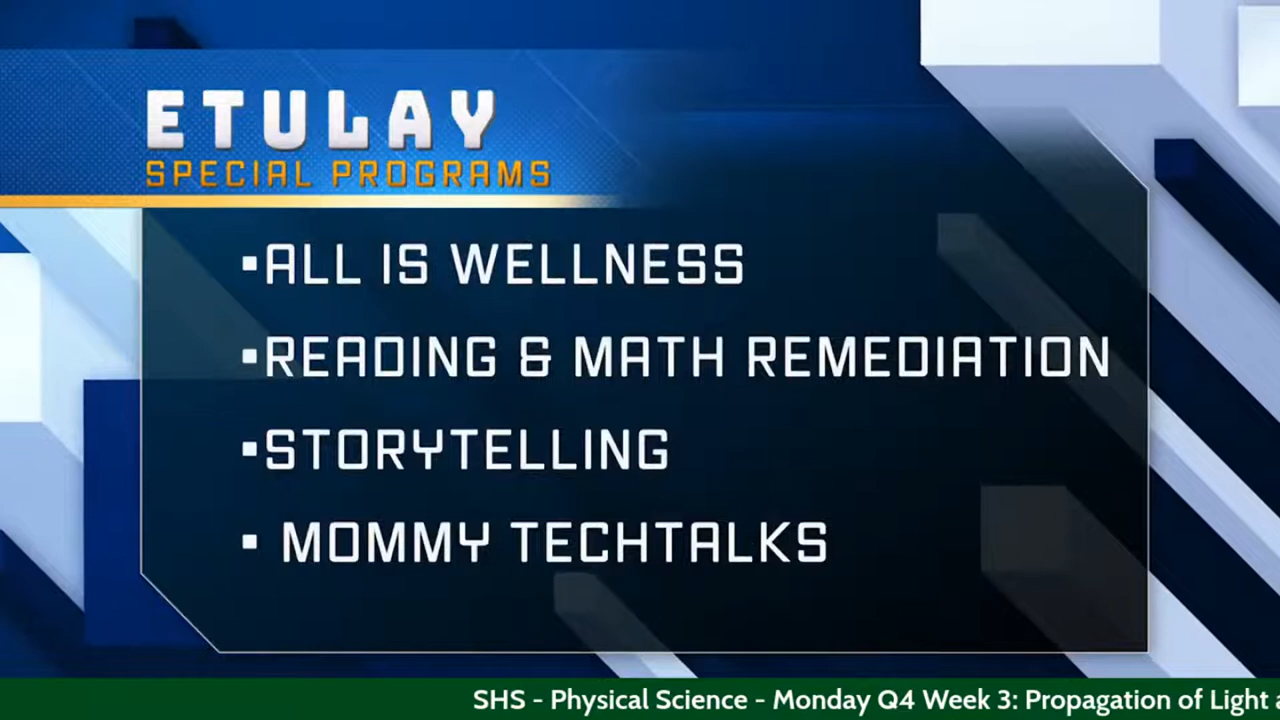 ETULAY
SPECIAL PROGRAMS
▪ALL IS WELLNESS
▪READING & MATH REMEDIATION
▪STORYTELLING
▪ MOMMY TECHTALKS
SHS - Physical Science - Monday Q4 Week 3: Propagation of Light